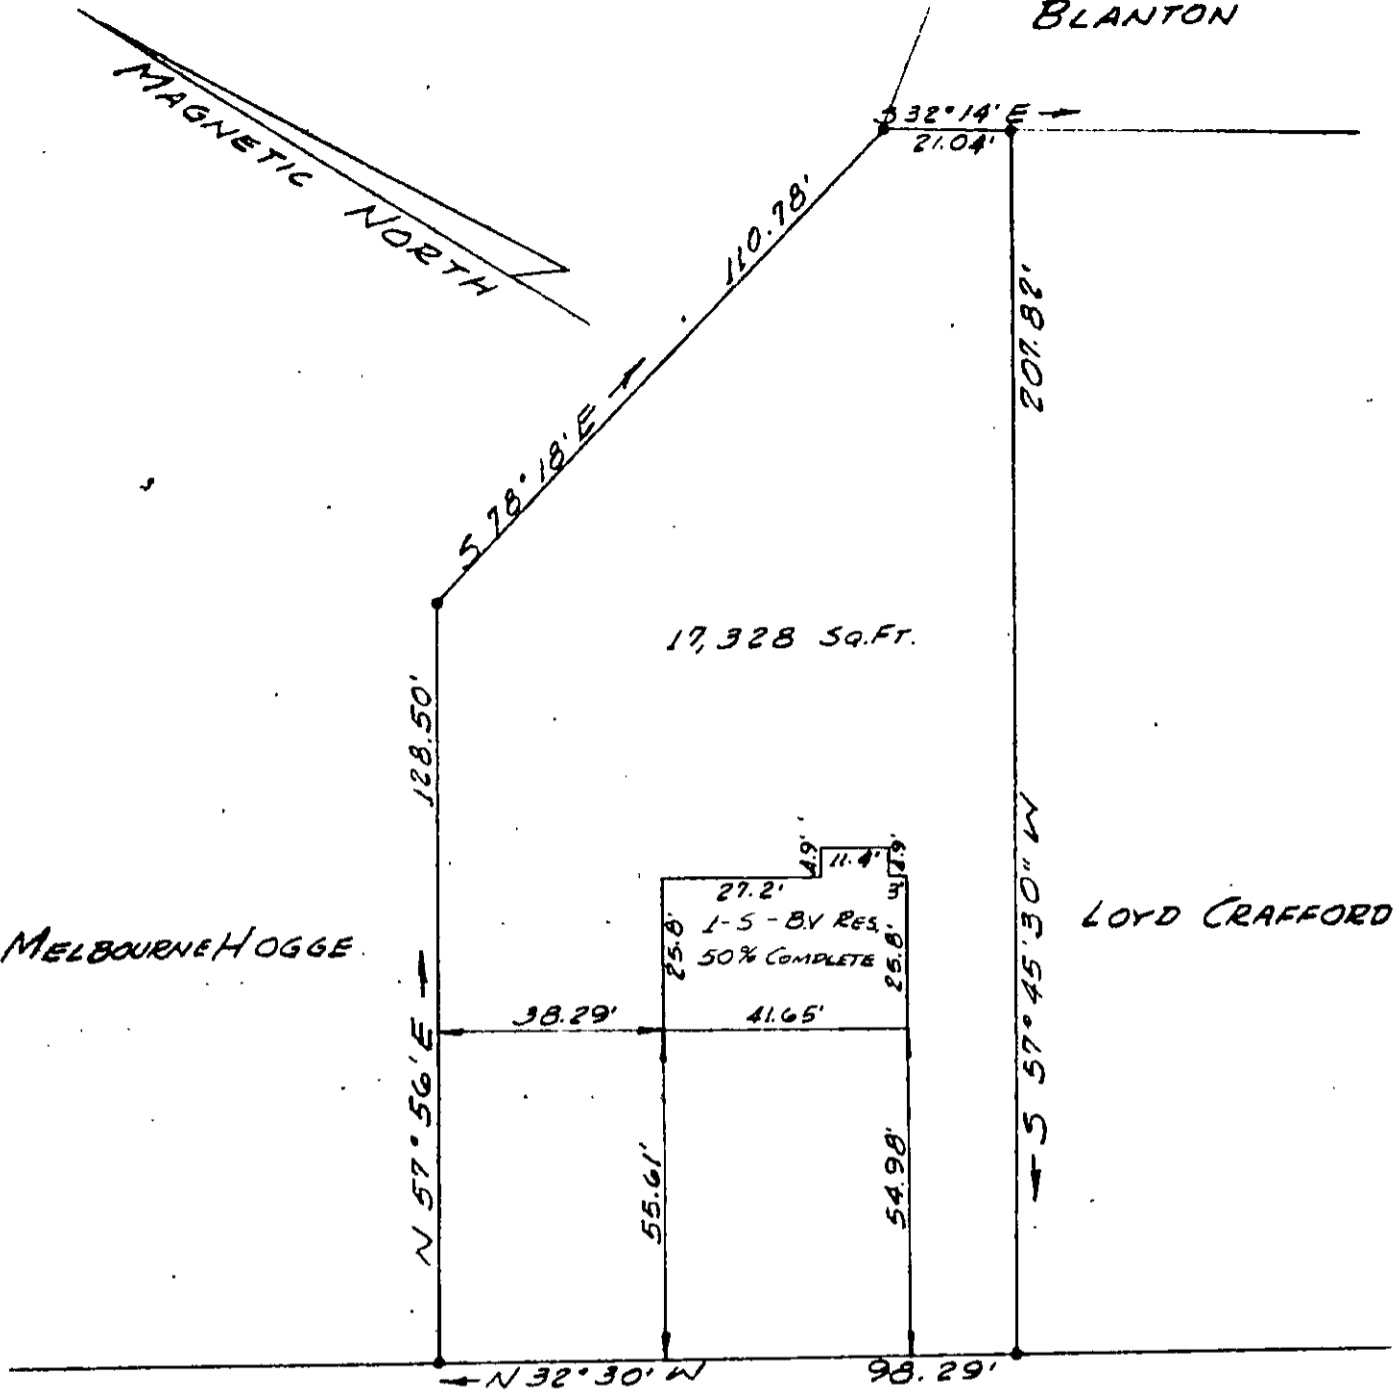 BLANTON
MAGNETIC NORTH
S 32° 14' E
21.04'
110.78'
S 78° 18' E
207.82'
17,328 SQ.FT.
128.50'
4.9'
11.4'
4.9'
27.2'
3'
1-S-B.V RES.
50% COMPLETE
25.8'
25.8'
MELBOURNE HOGGE
LOYD CRAFFORD
38.29'
41.65'
N 57° 56' E
S 57° 45' 30" W
55.61'
54.98'
N 32° 30' W
98.29'